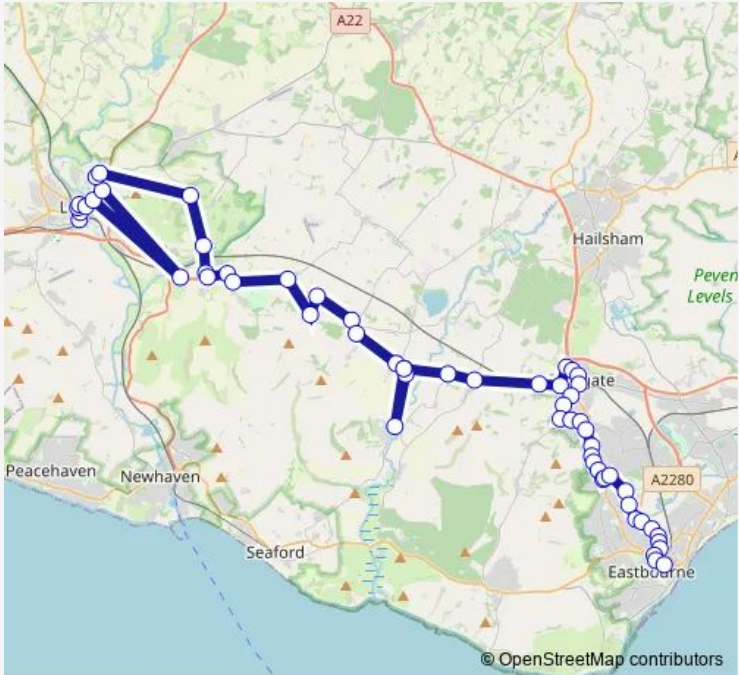 A22
Hailsham
Peven
Levels
gate
Peacehaven
Newhaven
A2280
Seaford
Eastbourne
© OpenStreetMap contributors